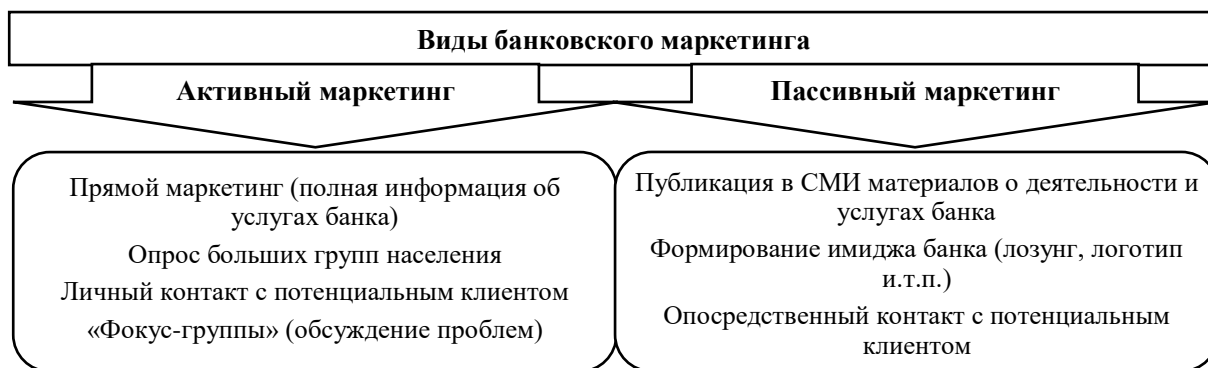 Виды банковского маркетинга
Активный маркетинг
Пассивный маркетинг
Прямой маркетинг (полная информация об
услугах банка)
Опрос больших групп населения
Личный контакт с потенциальным клиентом
«Фокус-группы» (обсуждение проблем)
Публикация в СМИ материалов о деятельности и
услугах банка
Формирование имиджа банка (лозунг, логотип
и.т.п.)
Опосредственный контакт с потенциальным
клиентом